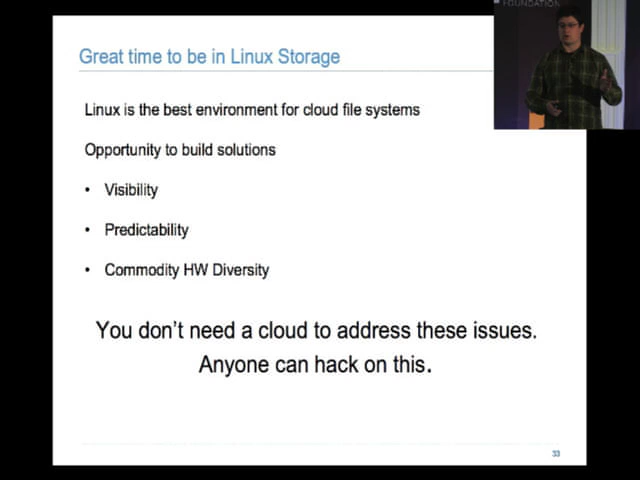 FOUNDATION
Great time to be in Linux Storage
Linux is the best environment for cloud file systems
Opportunity to build solutions
• Visibility
• Predictability
• Commodity HW Diversity
You don't need a cloud to address these issues.
Anyone can hack on this.
33